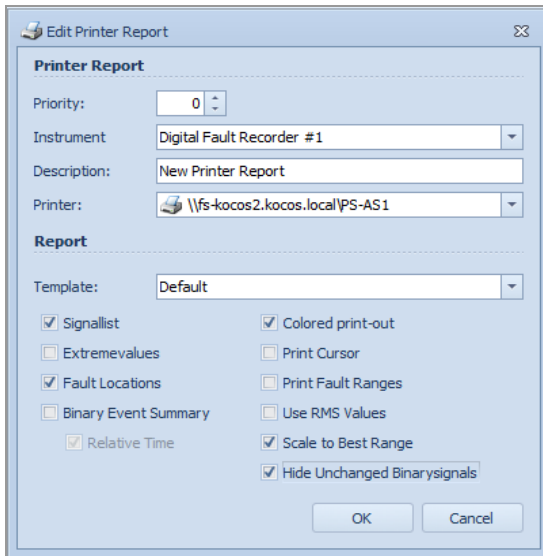 Edit Printer Report
Printer Report
Priority: 0
Instrument Digital Fault Recorder #1
Description: New Printer Report
Printer: \\fs-kocos2.kocos.local\PS-AS1
Report
Template: Default
Signallist Colored print-out
Extremevalues Print Cursor
Fault Locations Print Fault Ranges
Binary Event Summary Use RMS Values
Relative Time Scale to Best Range
Hide Unchanged Binarysignals
OK Cancel